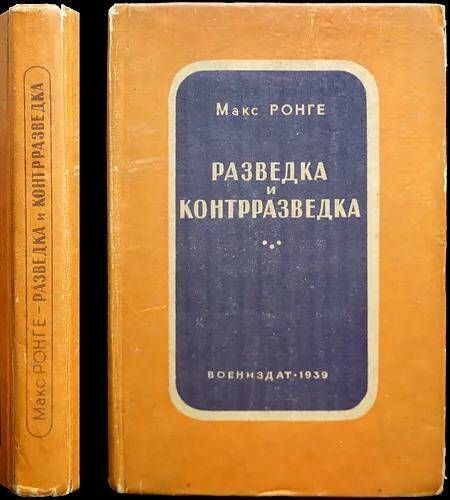 Макс РОНГЕ – РАЗВЕДКА и КОНТРРАЗВЕДКА
Макс РОНГЕ
РАЗВЕДКА
и
КОНТРРАЗВЕДКА
ВОЕНИЗДАТ • 1939